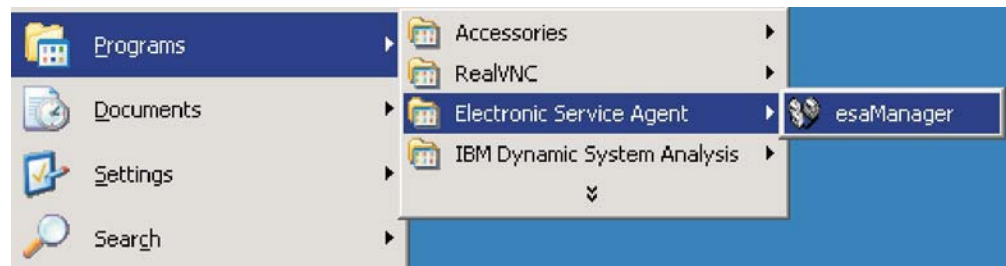 Programs
Documents
Settings
Search
Accessories
RealVNC
Electronic Service Agent
IBM Dynamic System Analysis
esaManager